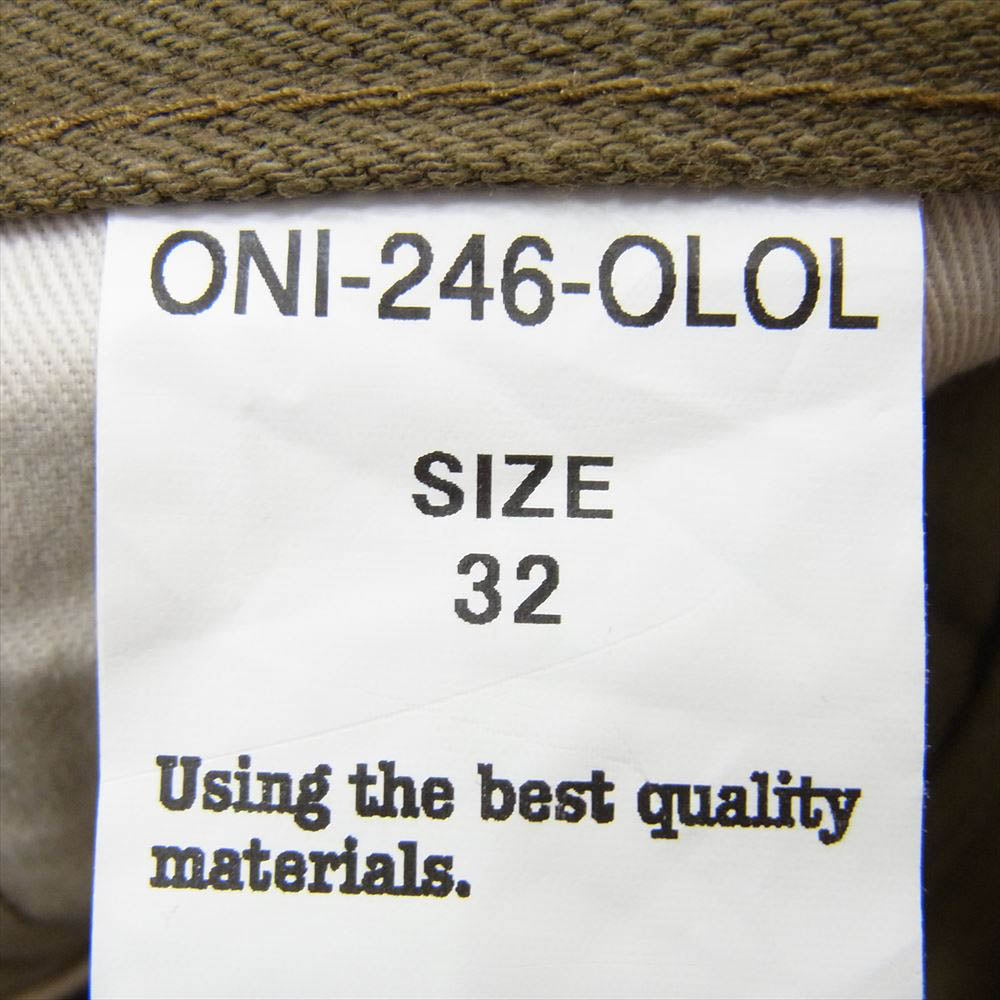 ONI-246-OLOL
SIZE
32
Using the best quality
materials.